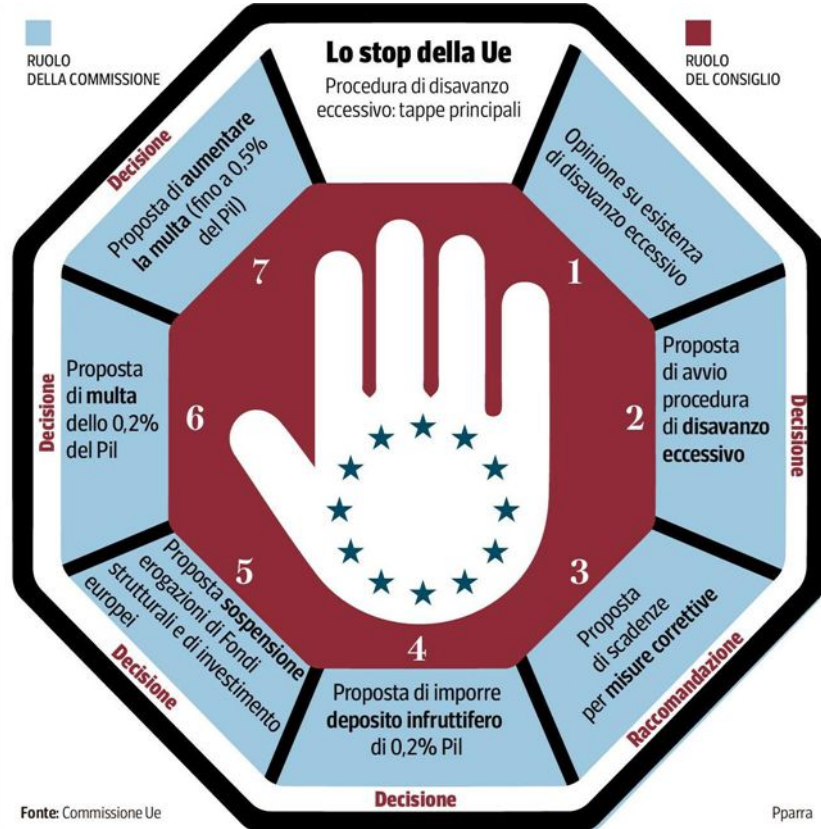 Lo stop della Ue
Procedura di disavanzo
eccessivo: tappe principali
RUOLO
DELLA COMMISSIONE
RUOLO
DEL CONSIGLIO
1
Opinione su esistenza
di disavanzo eccessivo
2
Proposta
di avvio
procedura
di disavanzo
eccessivo
Decisione
3
Proposta
di scadenze
per misure correttive
Raccomandazione
4
Proposta di imporre
deposito infruttifero
di 0,2% Pil
Decisione
5
Proposta sospensione
erogazioni di Fondi
strutturali e di investimento
europei
Decisione
6
Proposta
di multa
dello 0,2%
del Pil
Decisione
7
Proposta di aumentare
la multa (fino a 0,5%
del Pil)
Decisione
Fonte: Commissione Ue
Pparra